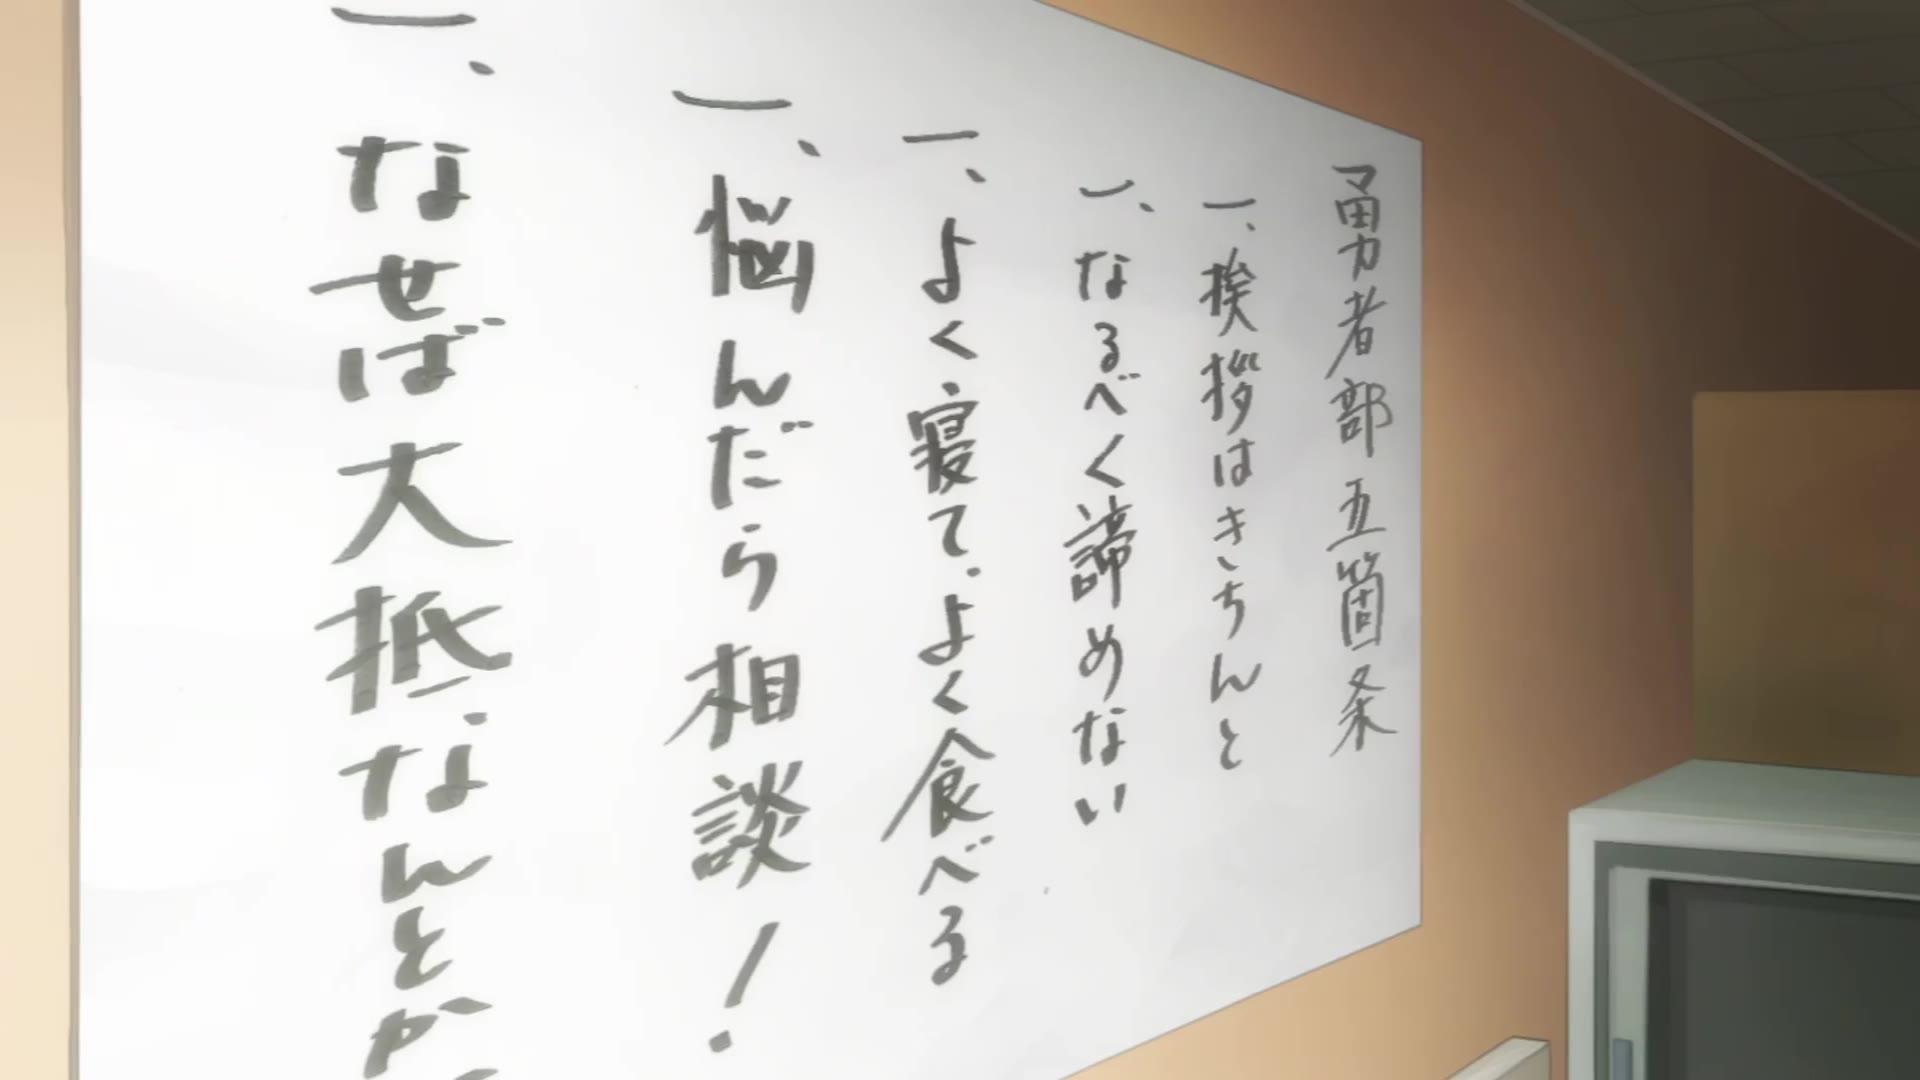 勇者部五箇条
一、挨拶はきちんと
一、なるべく諦めない
一、よく寝て、よく食べる
一、悩んだら相談!
一、なせば大抵なんとか